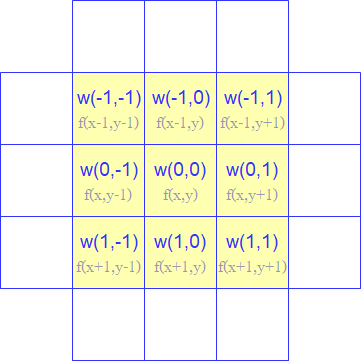 w(-1,-1) w(-1,0) w(-1,1)
f(x-1,y-1) f(x-1,y) f(x-1,y+1)
w(0,-1) w(0,0) w(0,1)
f(x,y-1) f(x,y) f(x,y+1)
w(1,-1) w(1,0) w(1,1)
f(x+1,y-1) f(x+1,y) f(x+1,y+1)